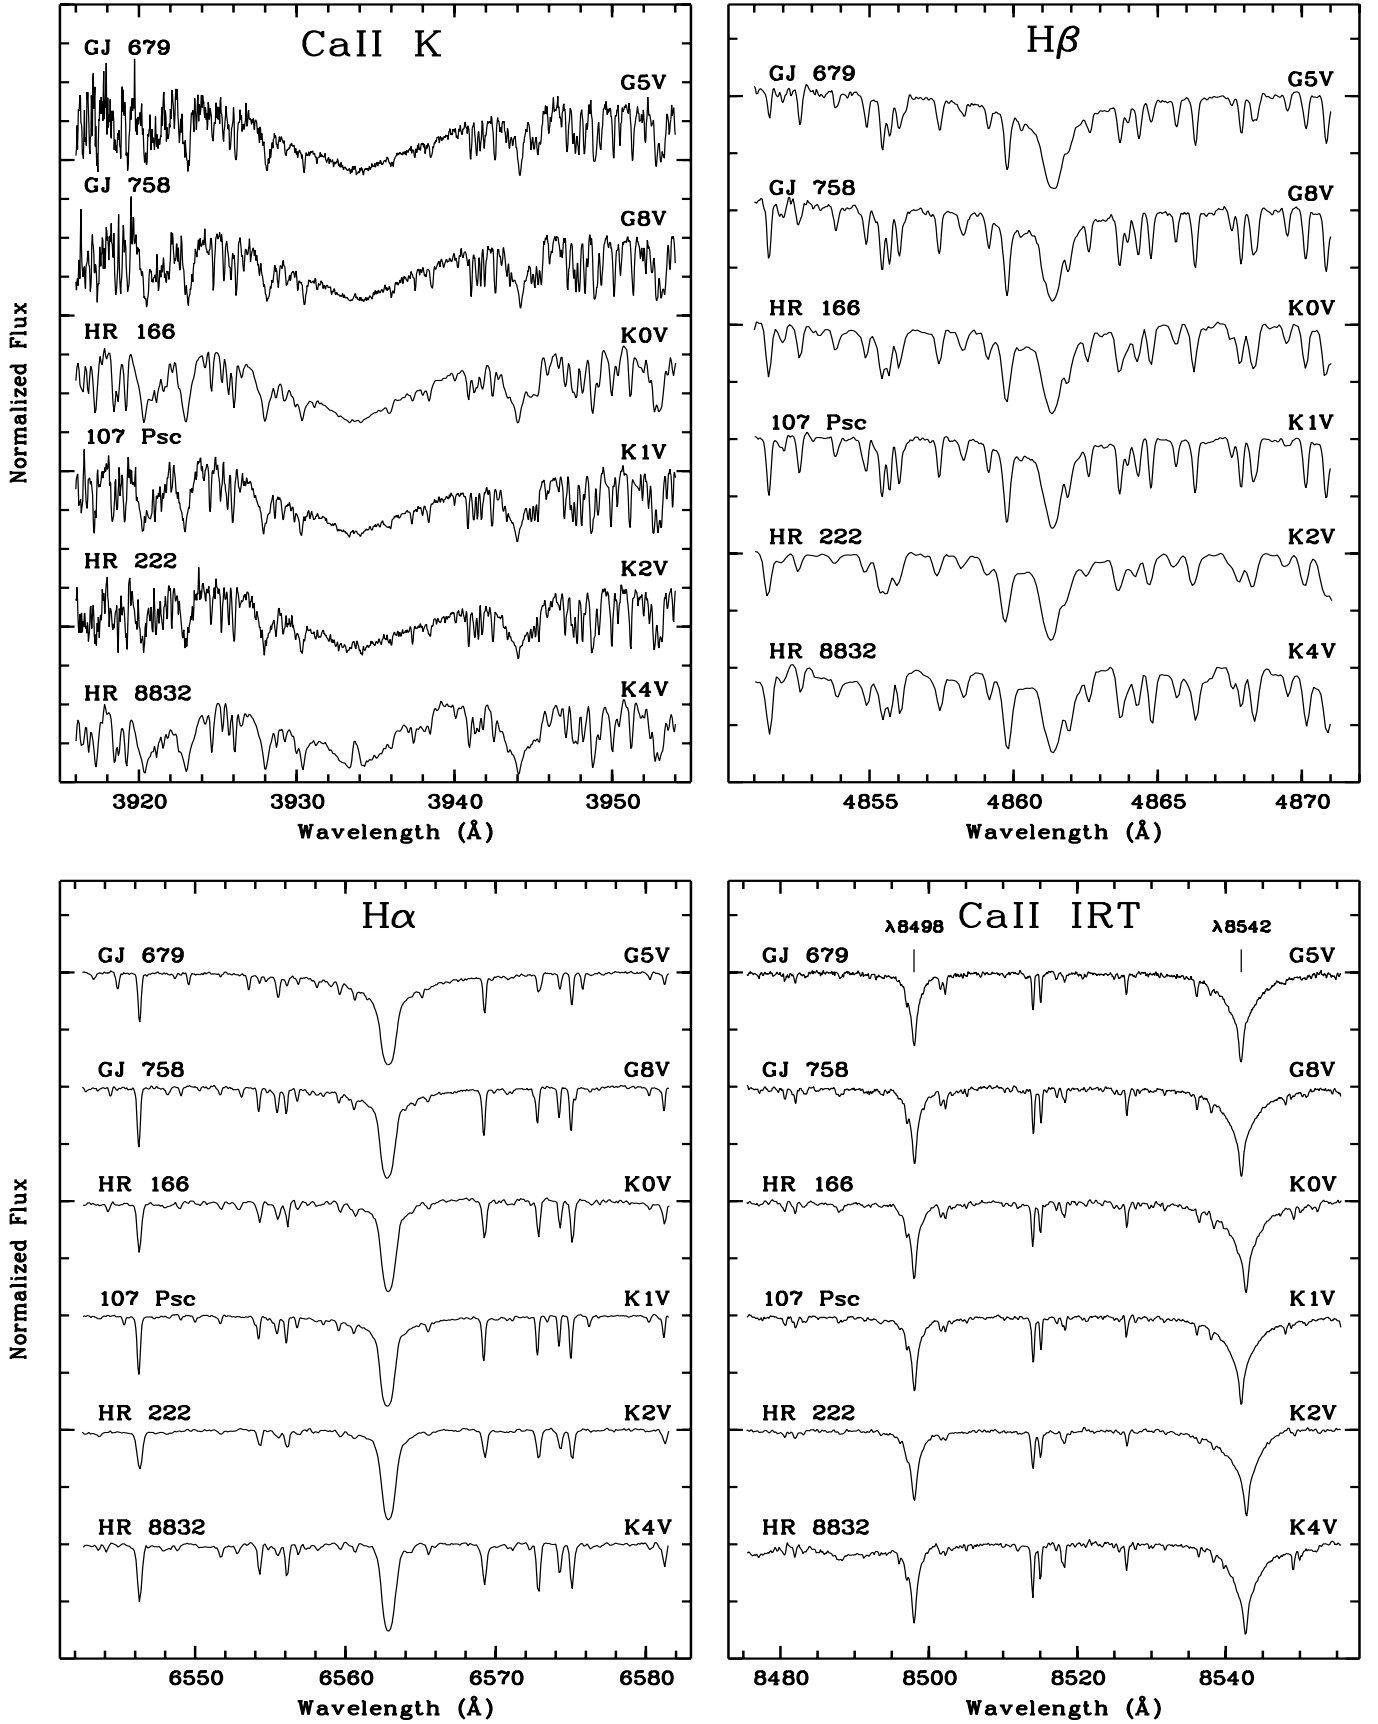 CaII K
GJ 679
G5V
GJ 758
G8V
HR 166
K0V
107 Psc
K1V
HR 222
K2V
HR 8832
K4V
3920 3930 3940 3950
Wavelength (Å)
Normalized Flux
Hβ
GJ 679
G5V
GJ 758
G8V
HR 166
K0V
107 Psc
K1V
HR 222
K2V
HR 8832
K4V
4855 4860 4865 4870
Wavelength (Å)
Hα
GJ 679
G5V
GJ 758
G8V
HR 166
K0V
107 Psc
K1V
HR 222
K2V
HR 8832
K4V
6550 6560 6570 6580
Wavelength (Å)
Normalized Flux
CaII IRT
λ8498
λ8542
GJ 679
G5V
GJ 758
G8V
HR 166
K0V
107 Psc
K1V
HR 222
K2V
HR 8832
K4V
8480 8500 8520 8540
Wavelength (Å)